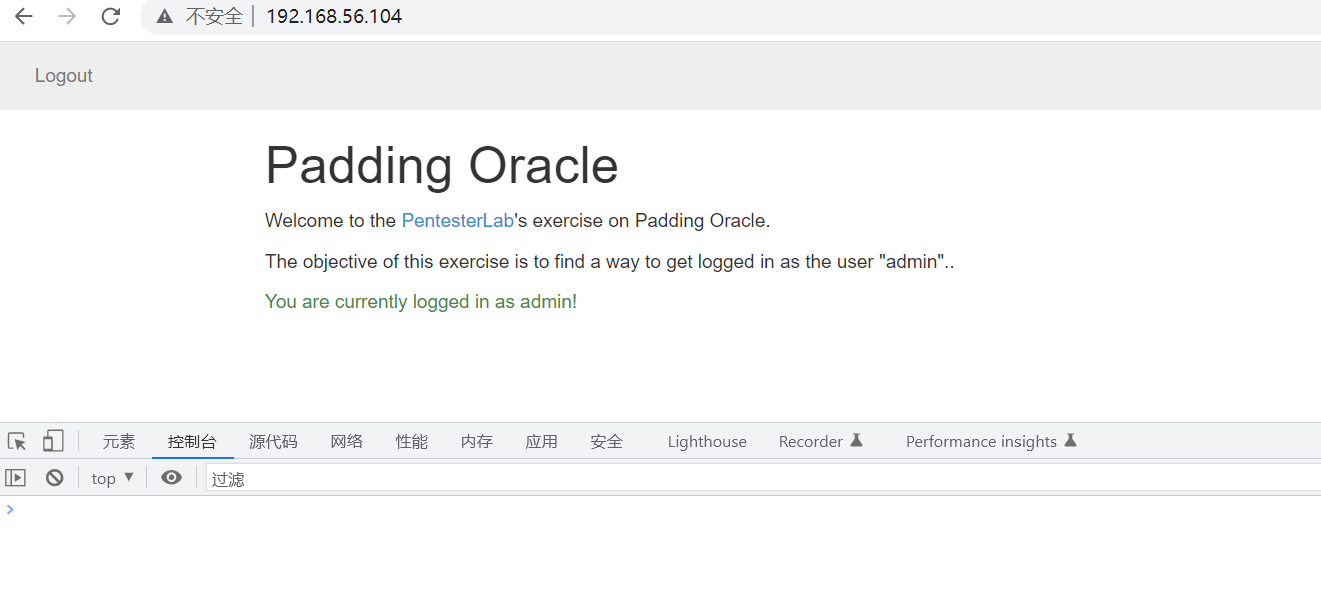 不安全 192.168.56.104
Logout
Padding Oracle
Welcome to the PentesterLab's exercise on Padding Oracle.
The objective of this exercise is to find a way to get logged in as the user "admin"..
You are currently logged in as admin!
元素 控制台 源代码 网络 性能 内存 应用 安全 Lighthouse Recorder Performance insights
top 过滤